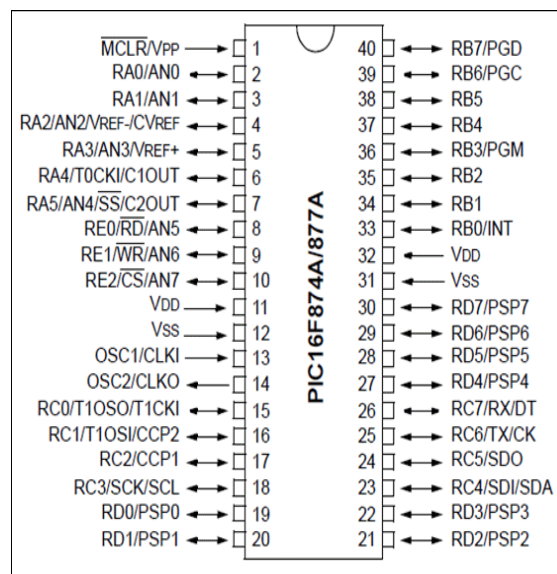 M̅C̅L̅R̅/VPP 1 40 RB7/PGD
RA0/AN0 2 39 RB6/PGC
RA1/AN1 3 38 RB5
RA2/AN2/VREF-/CVREF 4 37 RB4
RA3/AN3/VREF+ 5 36 RB3/PGM
RA4/T0CKI/C1OUT 6 35 RB2
RA5/AN4/S̅S̅/C2OUT 7 34 RB1
RE0/R̅D̅/AN5 8 33 RB0/INT
RE1/W̅R̅/AN6 9 32 VDD
RE2/C̅S̅/AN7 10 31 VSS
VDD 11 30 RD7/PSP7
VSS 12 29 RD6/PSP6
OSC1/CLKI 13 28 RD5/PSP5
OSC2/CLKO 14 27 RD4/PSP4
RC0/T1OSO/T1CKI 15 26 RC7/RX/DT
RC1/T1OSI/CCP2 16 25 RC6/TX/CK
RC2/CCP1 17 24 RC5/SDO
RC3/SCK/SCL 18 23 RC4/SDI/SDA
RD0/PSP0 19 22 RD3/PSP3
RD1/PSP1 20 21 RD2/PSP2
PIC16F874A/877A